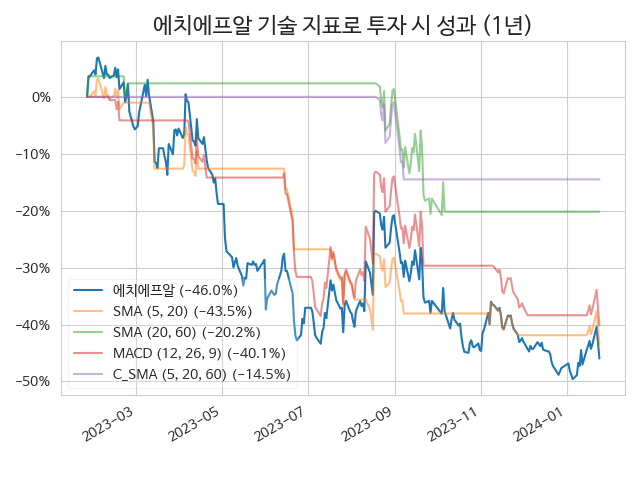 에치에프알 기술 지표로 투자 시 성과 (1년)
0%
−10%
−20%
−30%
−40%
−50%
에치에프알 (−46.0%)
SMA (5, 20) (−43.5%)
SMA (20, 60) (−20.2%)
MACD (12, 26, 9) (−40.1%)
C_SMA (5, 20, 60) (−14.5%)
2023−03
2023−05
2023−07
2023−09
2023−11
2024−01